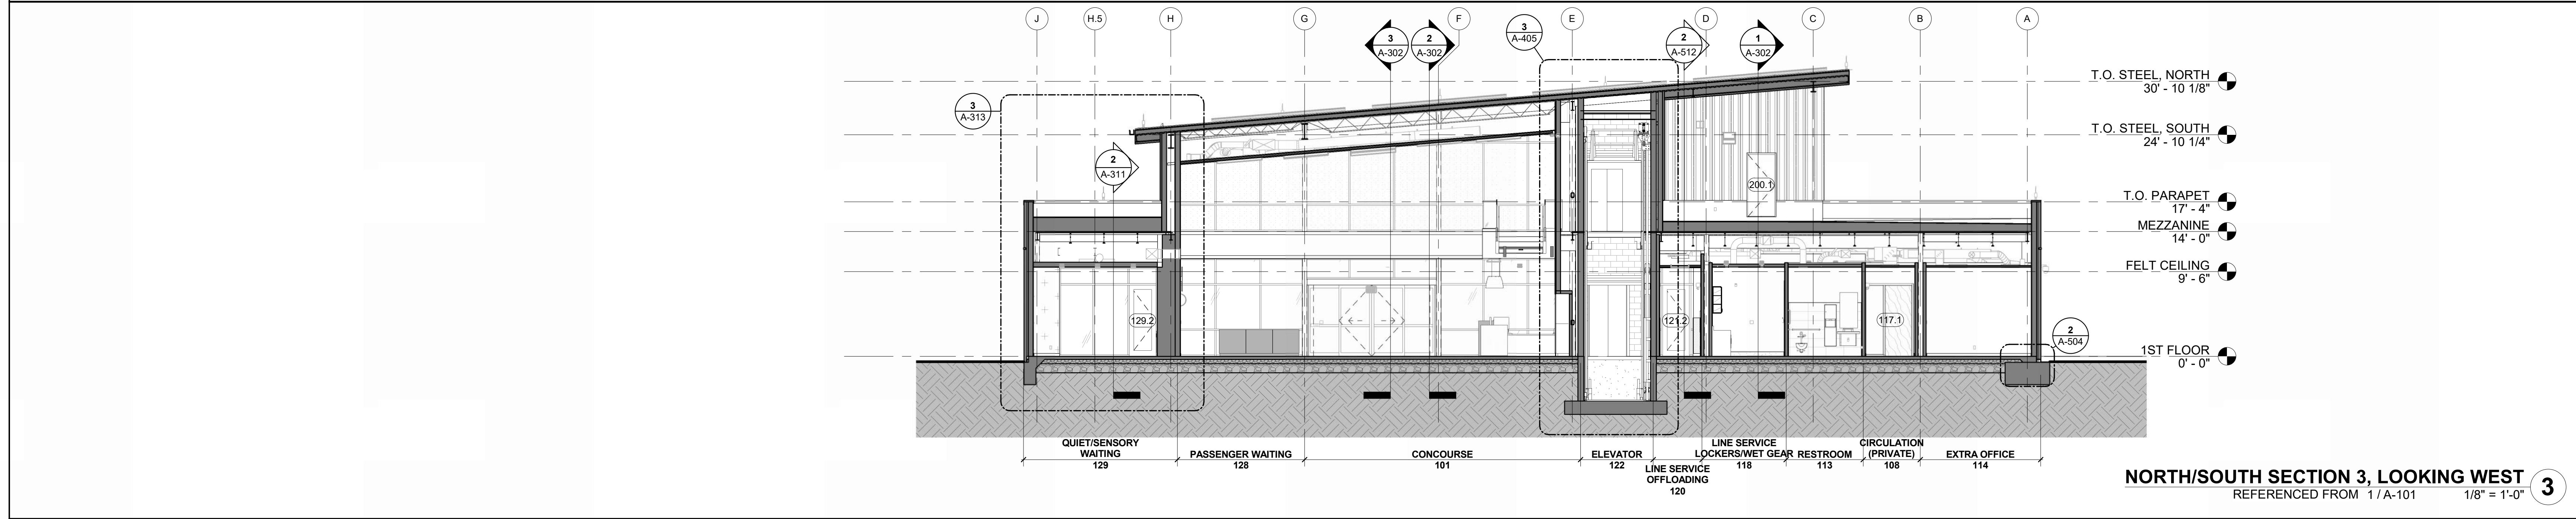 J
H.5
H
G
F
E
D
C
B
A
3
A-302
2
A-302
3
A-405
2
A-512
1
A-302
3
A-313
2
A-311
T.O. STEEL, NORTH
30' - 10 1/8"
T.O. STEEL, SOUTH
24' - 10 1/4"
T.O. PARAPET
17' - 4"
MEZZANINE
14' - 0"
FELT CEILING
9' - 6"
1ST FLOOR
0' - 0"
200.1
129.2
121.2
117.1
2
A-504
QUIET/SENSORY
WAITING
129
PASSENGER WAITING
128
CONCOURSE
101
ELEVATOR
122
LINE SERVICE
OFFLOADING
120
LINE SERVICE
LOCKERS/WET GEAR
118
RESTROOM
113
CIRCULATION
(PRIVATE)
108
EXTRA OFFICE
114
NORTH/SOUTH SECTION 3, LOOKING WEST
REFERENCED FROM 1 / A-101 1/8" = 1'-0"
3